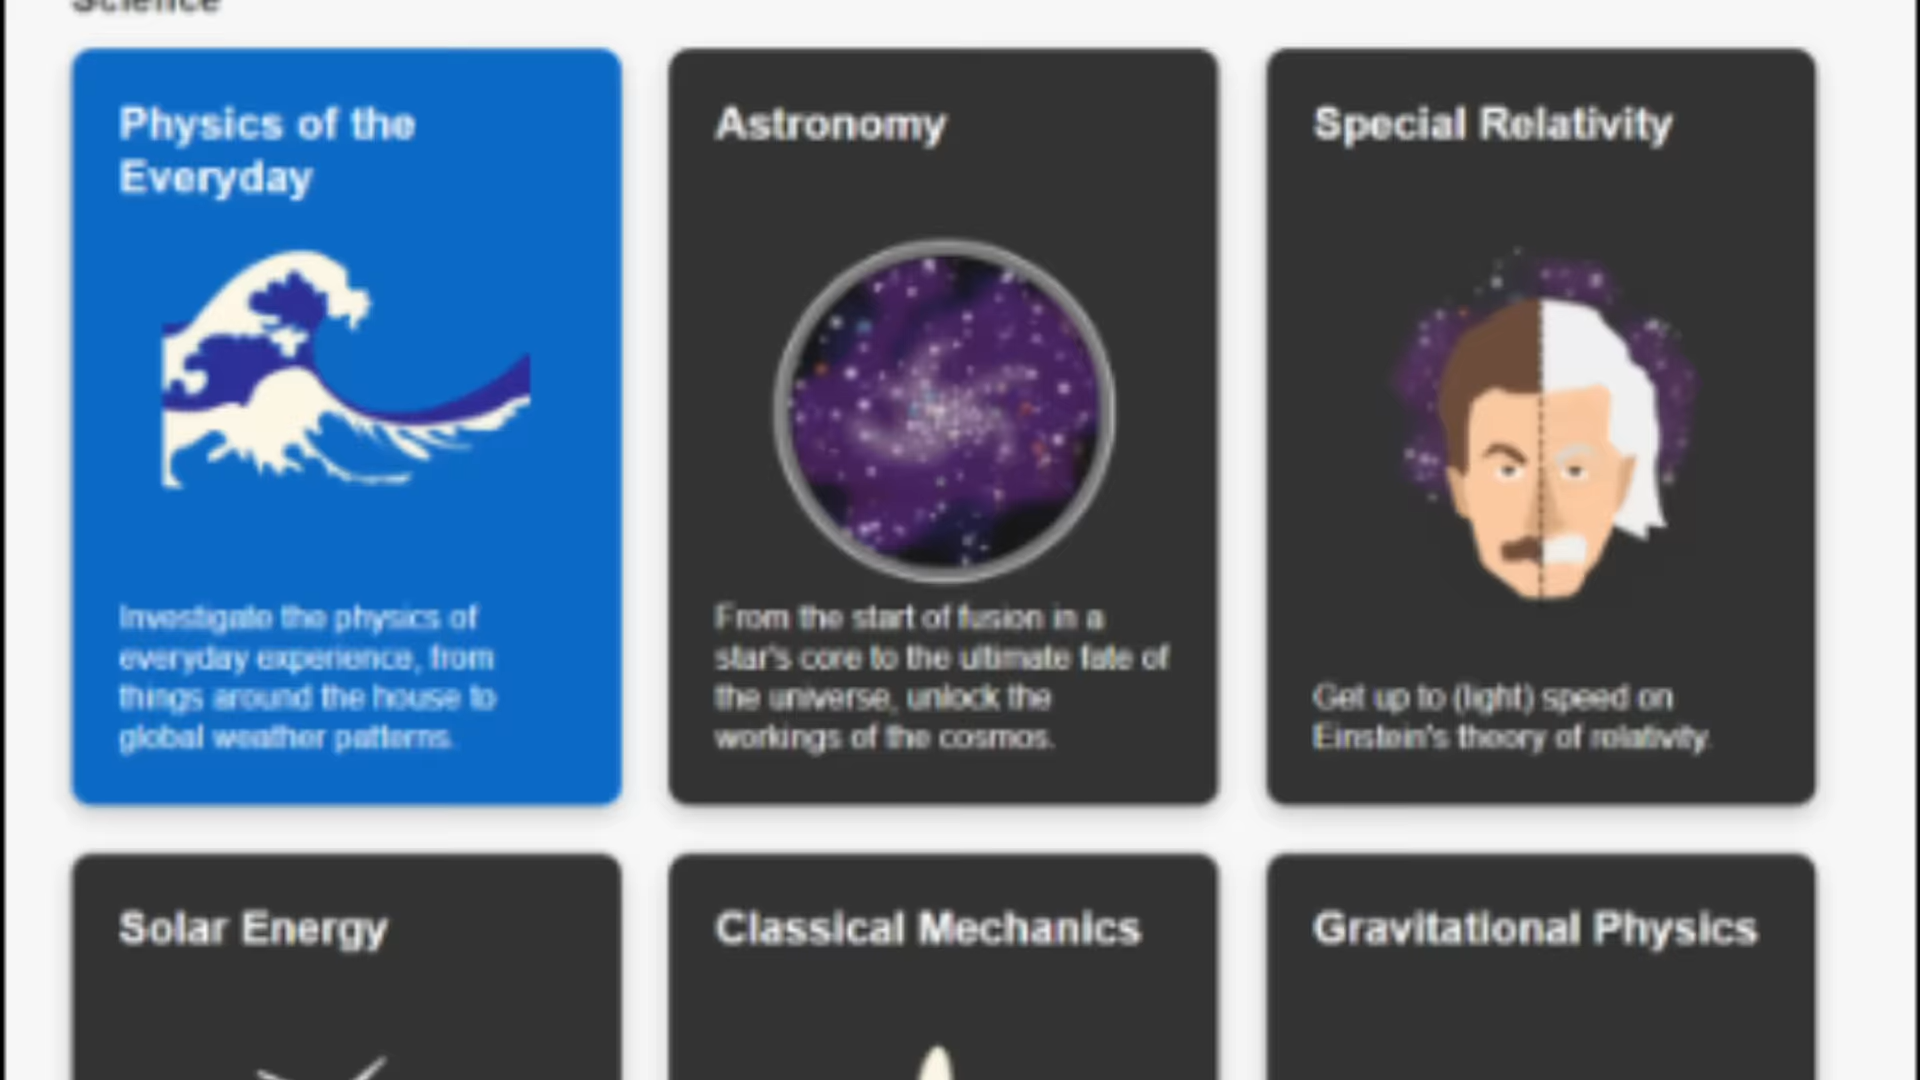 Science
Physics of the
Everyday
Investigate the physics of
everyday experience, from
things around the house to
global weather patterns.
Astronomy
From the start of fusion in a
star's core to the ultimate fate of
the universe, unlock the
workings of the cosmos.
Special Relativity
Get up to (light) speed on
Einstein's theory of relativity.
Solar Energy
Classical Mechanics
Gravitational Physics